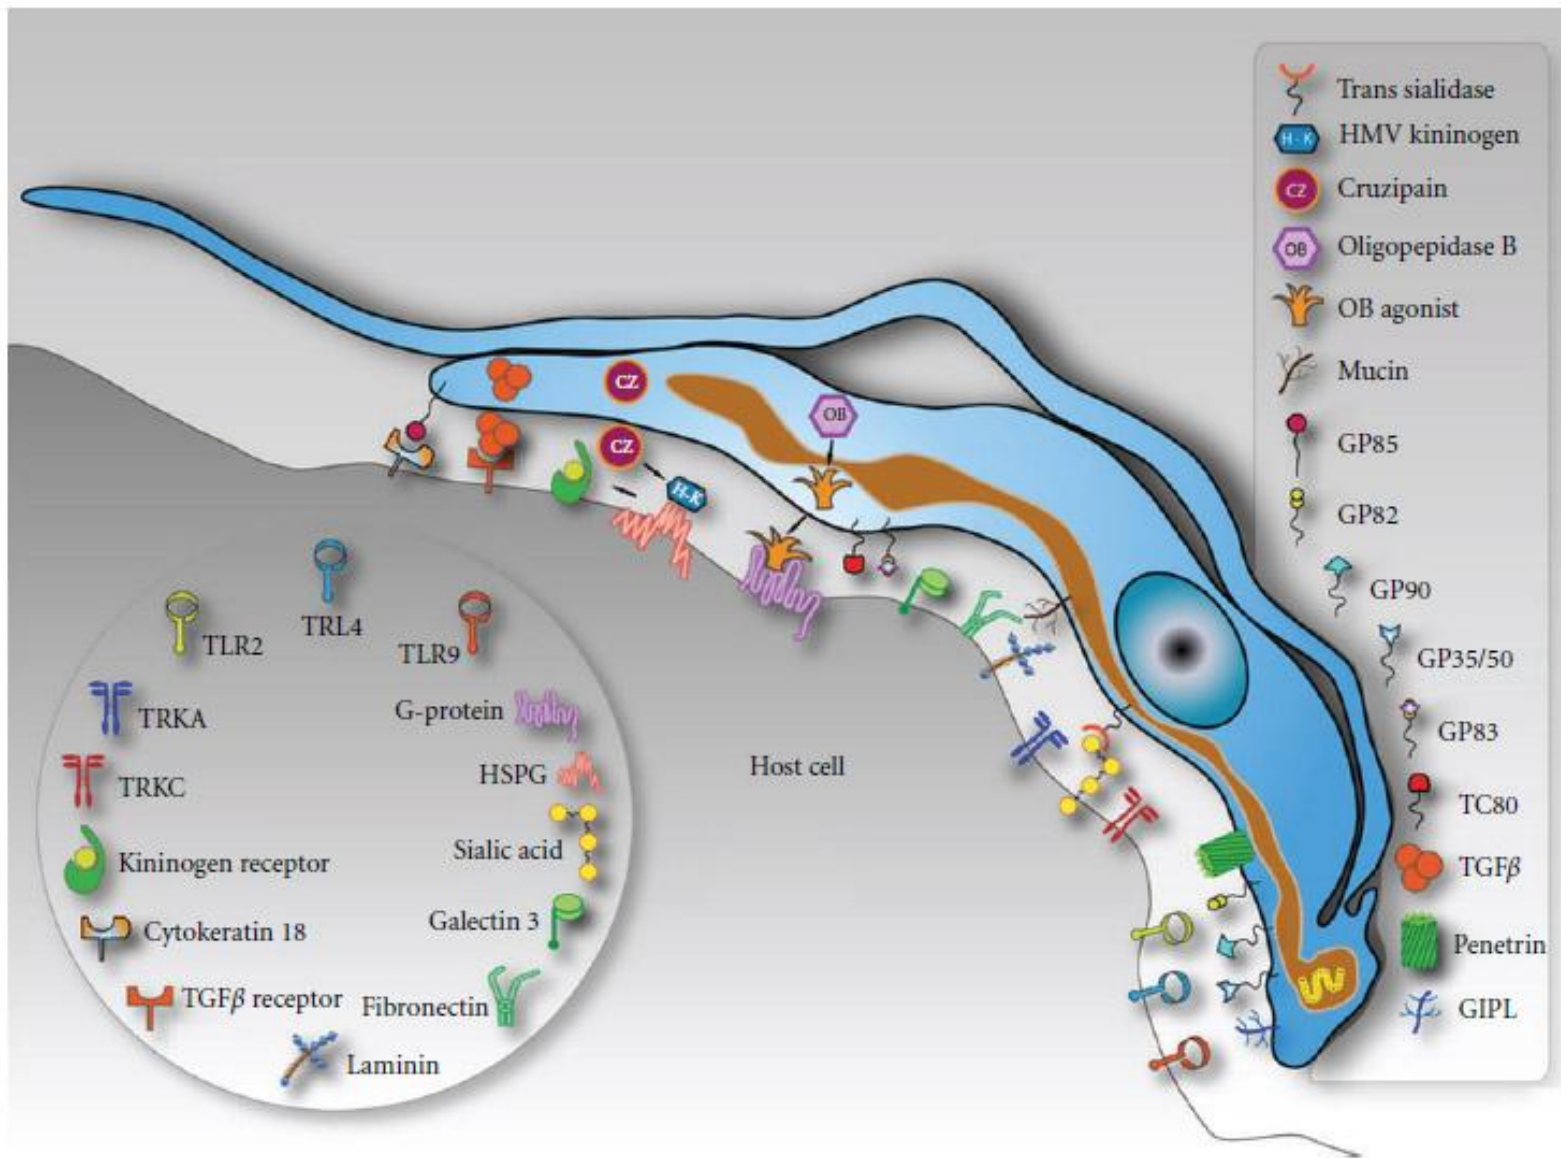 Trans sialidase
H - K HMV kininogen
CZ Cruzipain
OB Oligopepidase B
OB agonist
Mucin
GP85
GP82
GP90
GP35/50
GP83
TC80
TGFβ
Penetrin
GIPL
CZ
OB
CZ
H-K
TRL4
TLR2
TLR9
TRKA
G-protein
TRKC
HSPG
Kininogen receptor
Sialic acid
Cytokeratin 18
Galectin 3
TGFβ receptor
Fibronectin
Laminin
Host cell